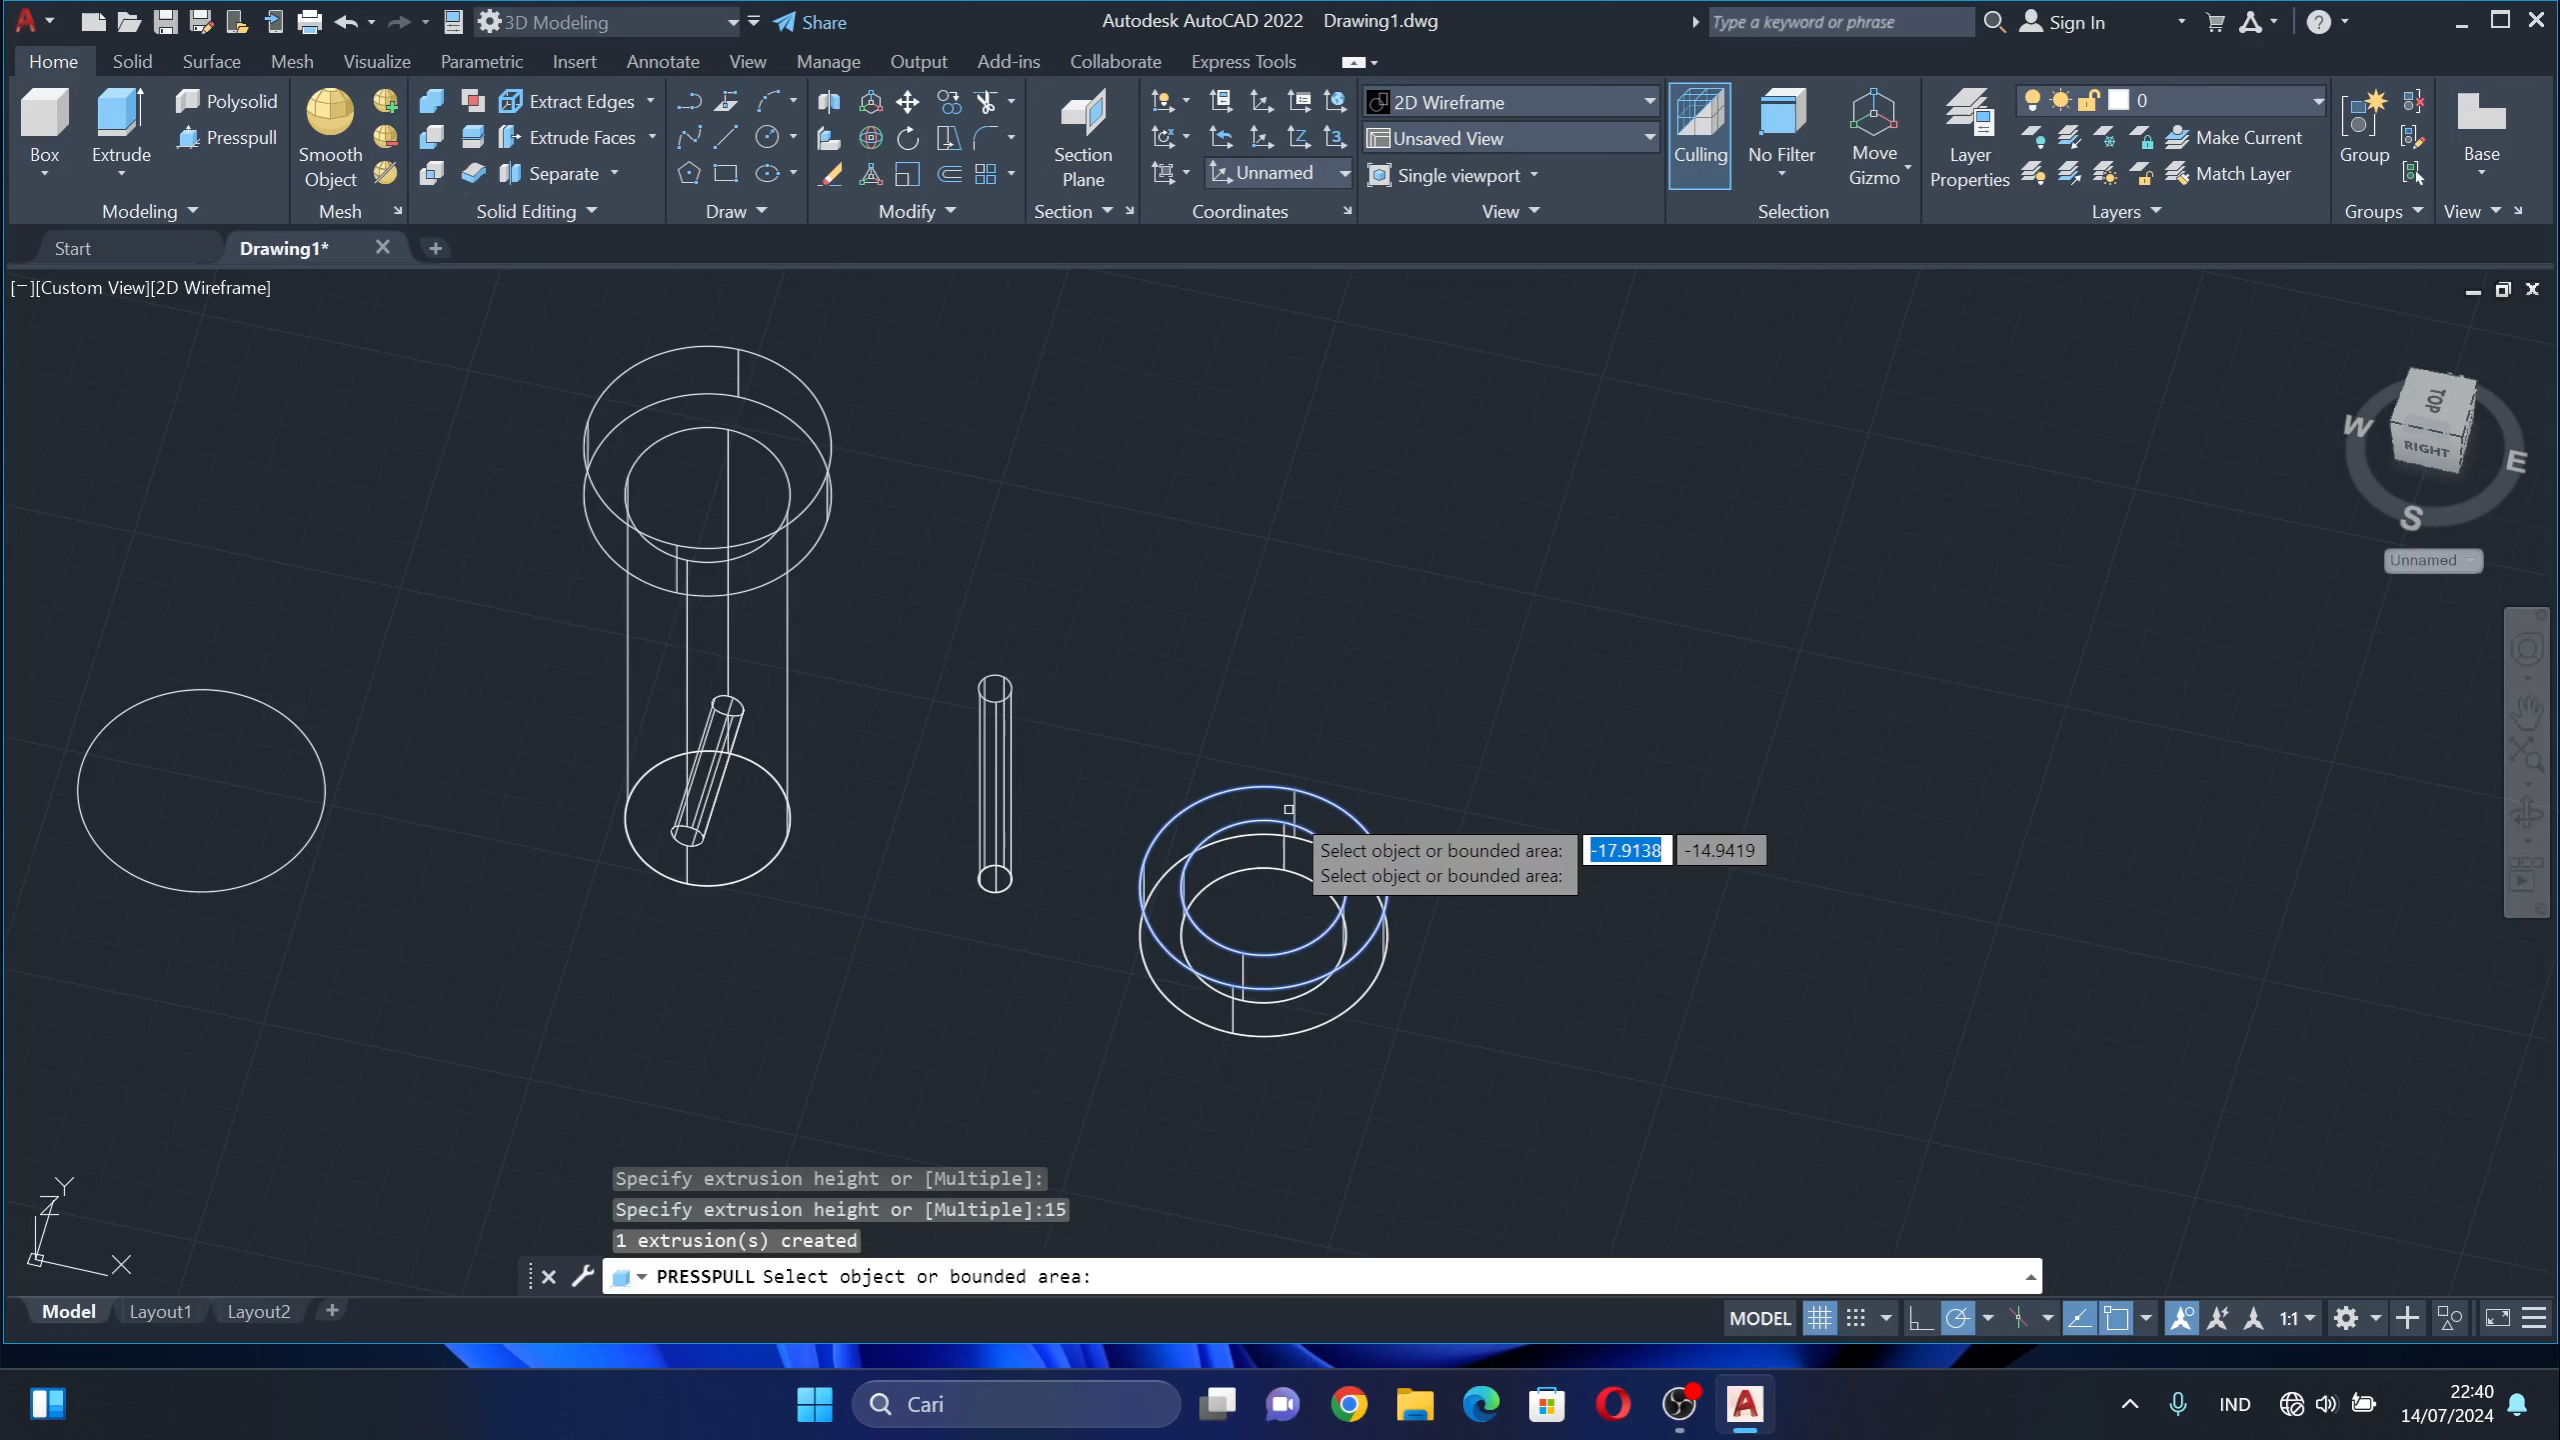 3D Modeling
Share
Autodesk AutoCAD 2022 Drawing1.dwg
Type a keyword or phrase
Sign In
Home Solid Surface Mesh Visualize Parametric Insert Annotate View Manage Output Add-ins Collaborate Express Tools
Box
Extrude
Polysolid
Presspull
Modeling
Smooth
Object
Mesh
Extract Edges
Extrude Faces
Separate
Solid Editing
Draw
Modify
Section
Plane
Section
Unnamed
Coordinates
2D Wireframe
Unsaved View
Single viewport
View
Culling
No Filter
Move
Gizmo
Selection
Layer
Properties
0
Make Current
Match Layer
Layers
Group
Groups
Base
View
Start
Drawing1*
[−][Custom View][2D Wireframe]
TOP
RIGHT
W
E
S
Unnamed
Select object or bounded area: -17.9138 -14.9419
Select object or bounded area:
Y
Z
X
Specify extrusion height or [Multiple]:
Specify extrusion height or [Multiple]:15
1 extrusion(s) created
PRESSPULL Select object or bounded area:
Model Layout1 Layout2
MODEL
1:1
Cari
IND
22:40
14/07/2024